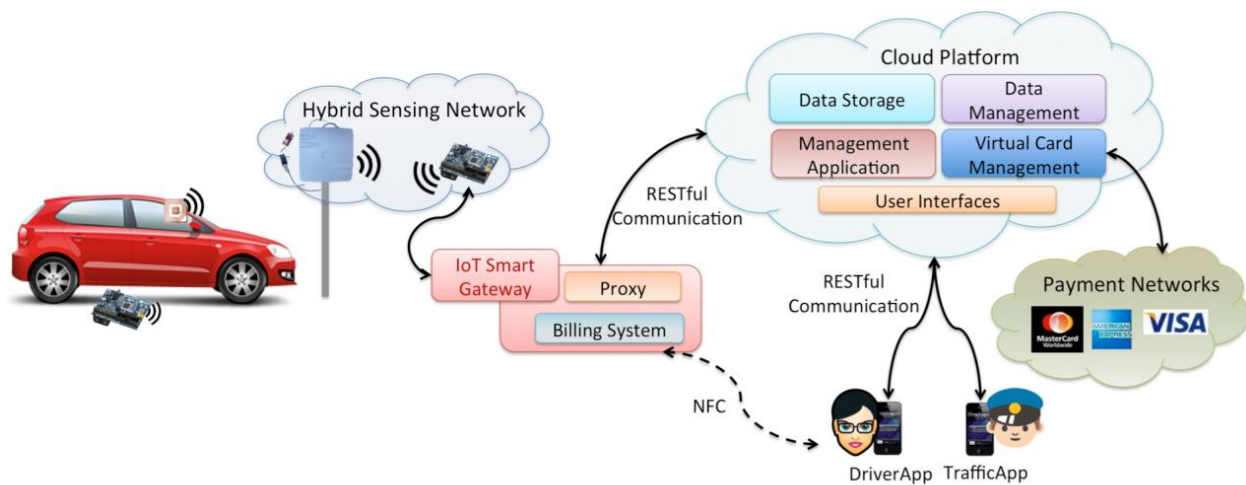 Cloud Platform
Data Storage
Data
Management
Management
Application
Virtual Card
Management
User Interfaces
Hybrid Sensing Network
RESTful
Communication
IoT Smart
Gateway
Proxy
Billing System
RESTful
Communication
Payment Networks
MasterCard
Worldwide
AMERICAN
EXPRESS
VISA
NFC
DriverApp
TrafficApp